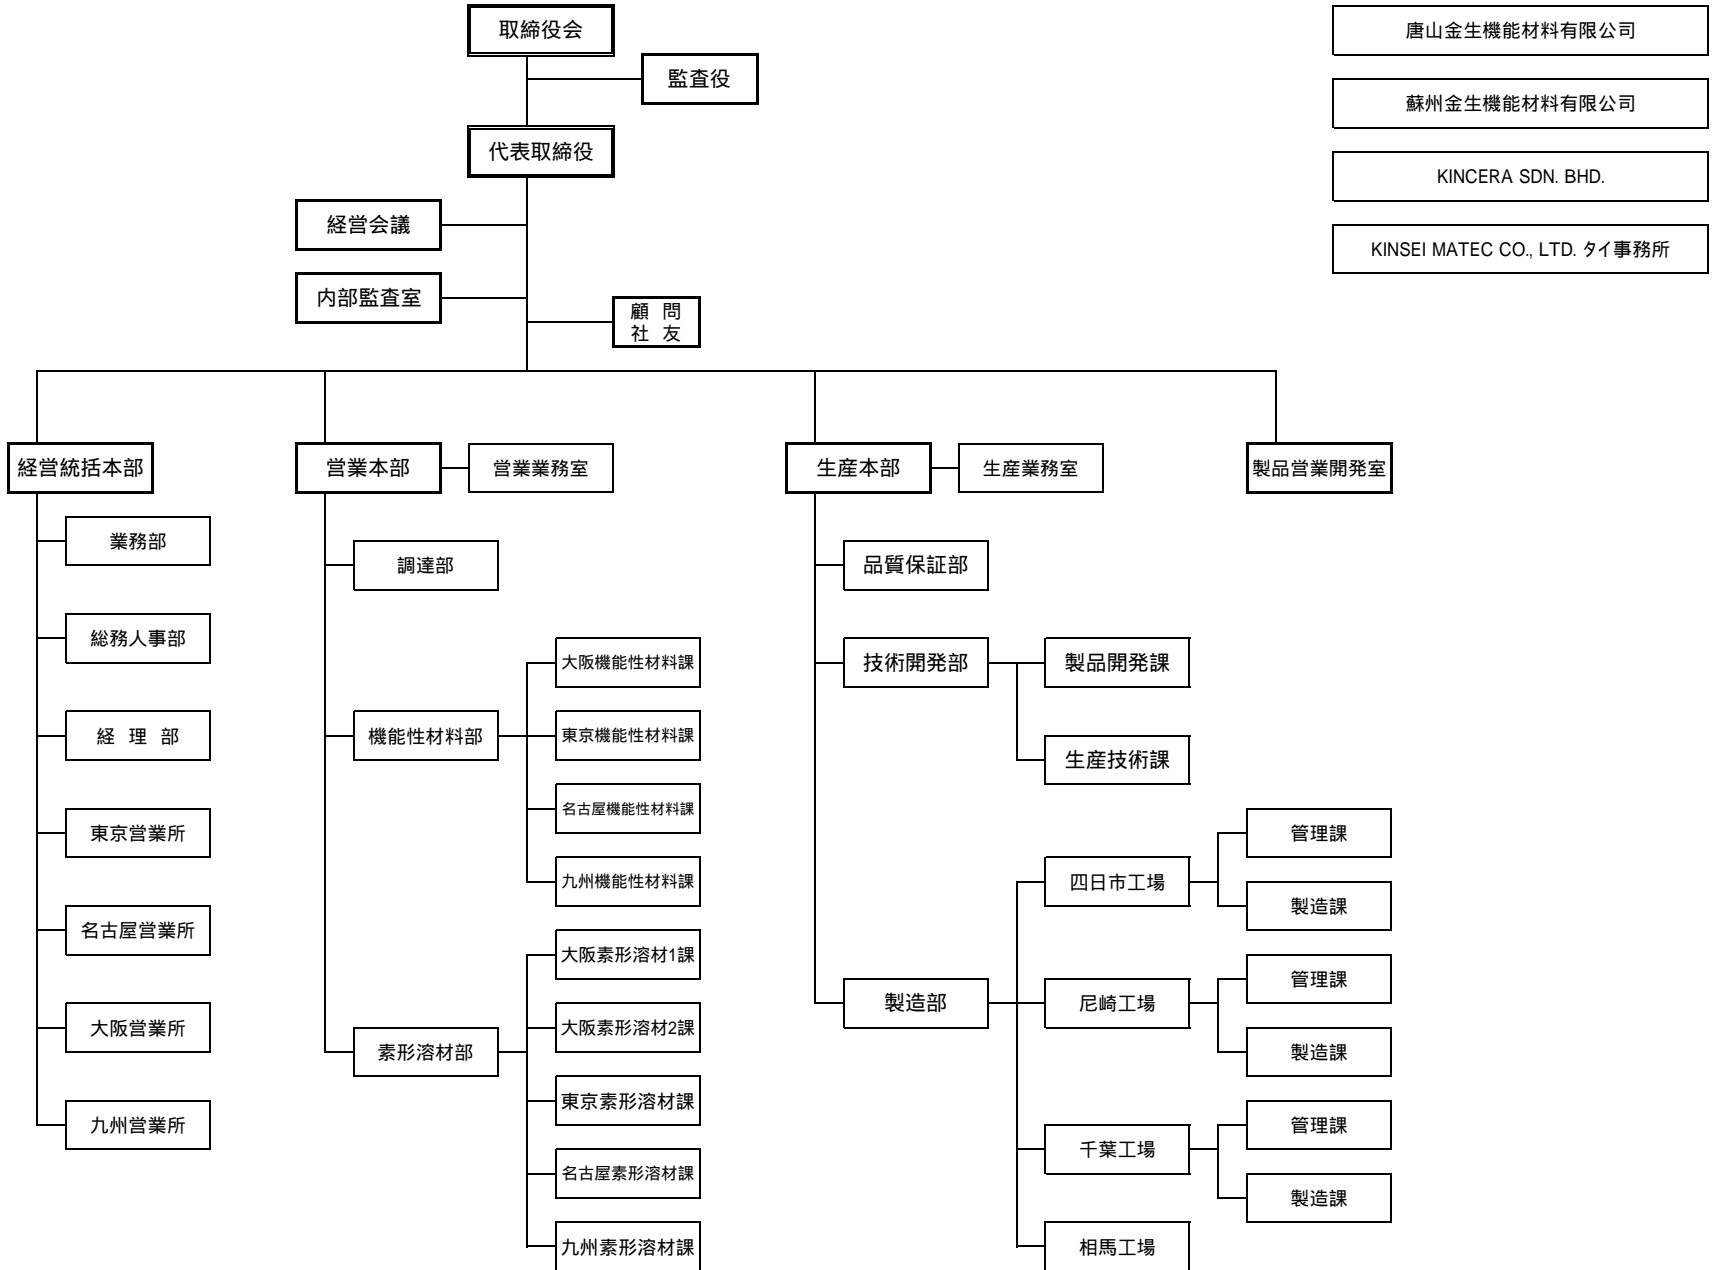 取締役会
監査役
代表取締役
経営会議
内部監査室
顧 問
社 友
唐山金生機能材料有限公司
蘇州金生機能材料有限公司
KINCERA SDN. BHD.
KINSEI MATEC CO., LTD. タイ事務所
経営統括本部
業務部
総務人事部
経 理 部
東京営業所
名古屋営業所
大阪営業所
九州営業所
営業本部
営業業務室
調達部
機能性材料部
大阪機能性材料課
東京機能性材料課
名古屋機能性材料課
九州機能性材料課
素形溶材部
大阪素形溶材1課
大阪素形溶材2課
東京素形溶材課
名古屋素形溶材課
九州素形溶材課
生産本部
生産業務室
品質保証部
技術開発部
製品開発課
生産技術課
製造部
四日市工場
管理課
製造課
尼崎工場
管理課
製造課
千葉工場
管理課
製造課
相馬工場
製品営業開発室